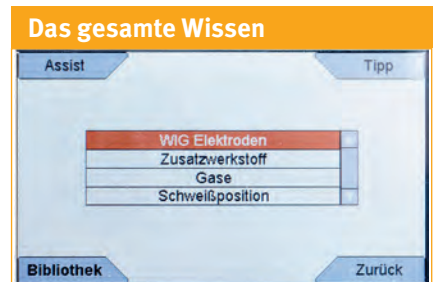 Das gesamte Wissen
Assist
Tipp
WIG Elektroden
Zusatzwerkstoff
Gase
Schweißposition
Bibliothek
Zurück